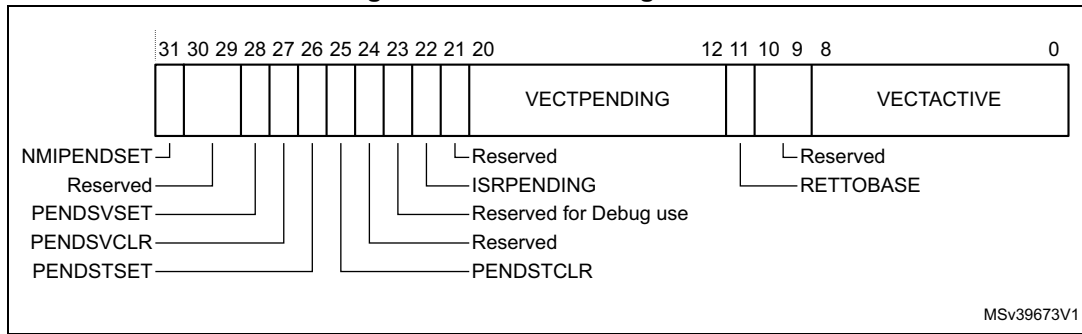 31 30 29 28 27 26 25 24 23 22 21 20 12 11 10 9 8 0
VECTPENDING VECTACTIVE
NMIPENDSET Reserved Reserved
Reserved ISRPENDING RETTOBASE
PENDSVSET Reserved for Debug use
PENDSVCLR Reserved
PENDSTSET PENDSTCLR
MSv39673V1